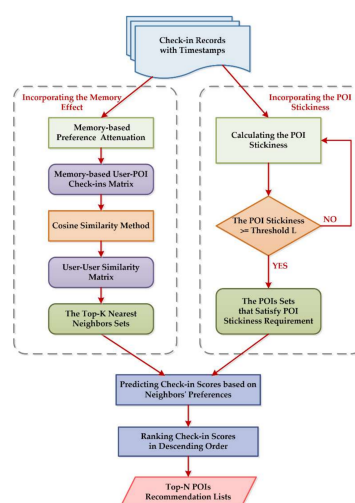 Check-in Records
with Timestamps
Incorporating the Memory
Effect
Memory-based
Preference Attenuation
Memory-based User-POI
Check-ins Matrix
Cosine Similarity Method
User-User Similarity
Matrix
The Top-K Nearest
Neighbors Sets
Incorporating the POI
Stickiness
Calculating the POI
Stickiness
The POI Stickiness
>= Threshold L
NO
YES
The POIs Sets
that Satisfy POI
Stickiness Requirement
Predicting Check-in Scores based on
Neighbors' Preferences
Ranking Check-in Scores
in Descending Order
Top-N POIs
Recommendation Lists